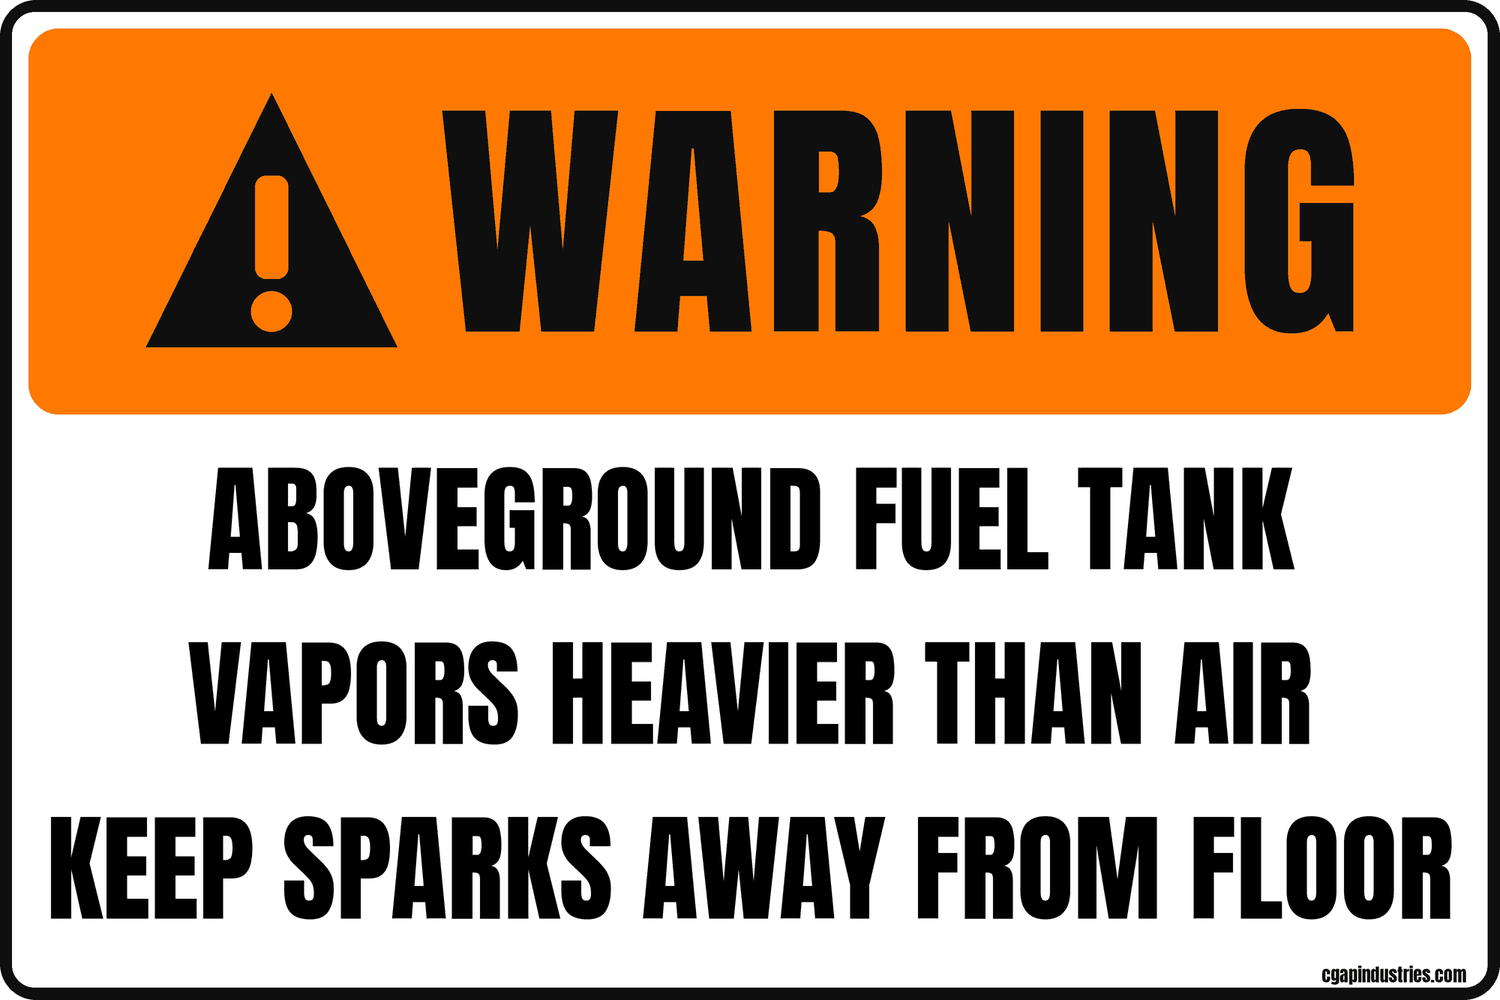 WARNING
ABOVEGROUND FUEL TANK
VAPORS HEAVIER THAN AIR
KEEP SPARKS AWAY FROM FLOOR
cgapindustries.com